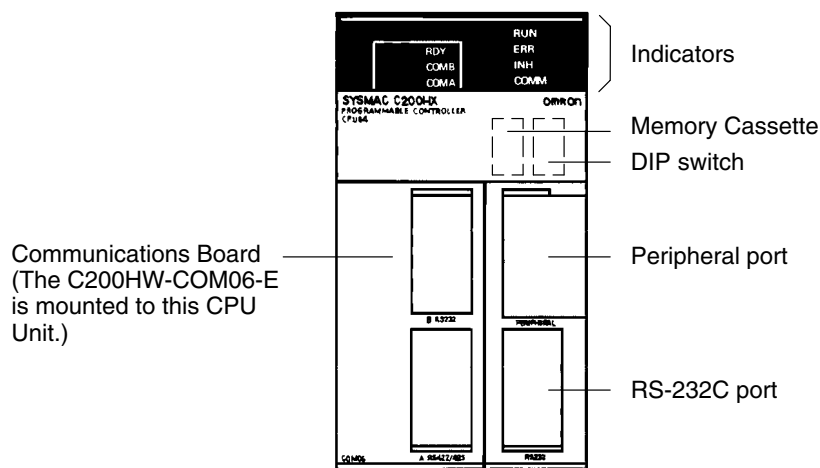 RUN
RDY ERR
COMB INH
COMA COMM
Indicators
SYSMAC C200HX OMRON
PROGRAMMABLE CONTROLLER
CPU64
Memory Cassette
DIP switch
Communications Board
(The C200HW-COM06-E
is mounted to this CPU
Unit.)
Peripheral port
B RS232 PERIPHERAL
RS-232C port
COM06 A RS422/485 RS232